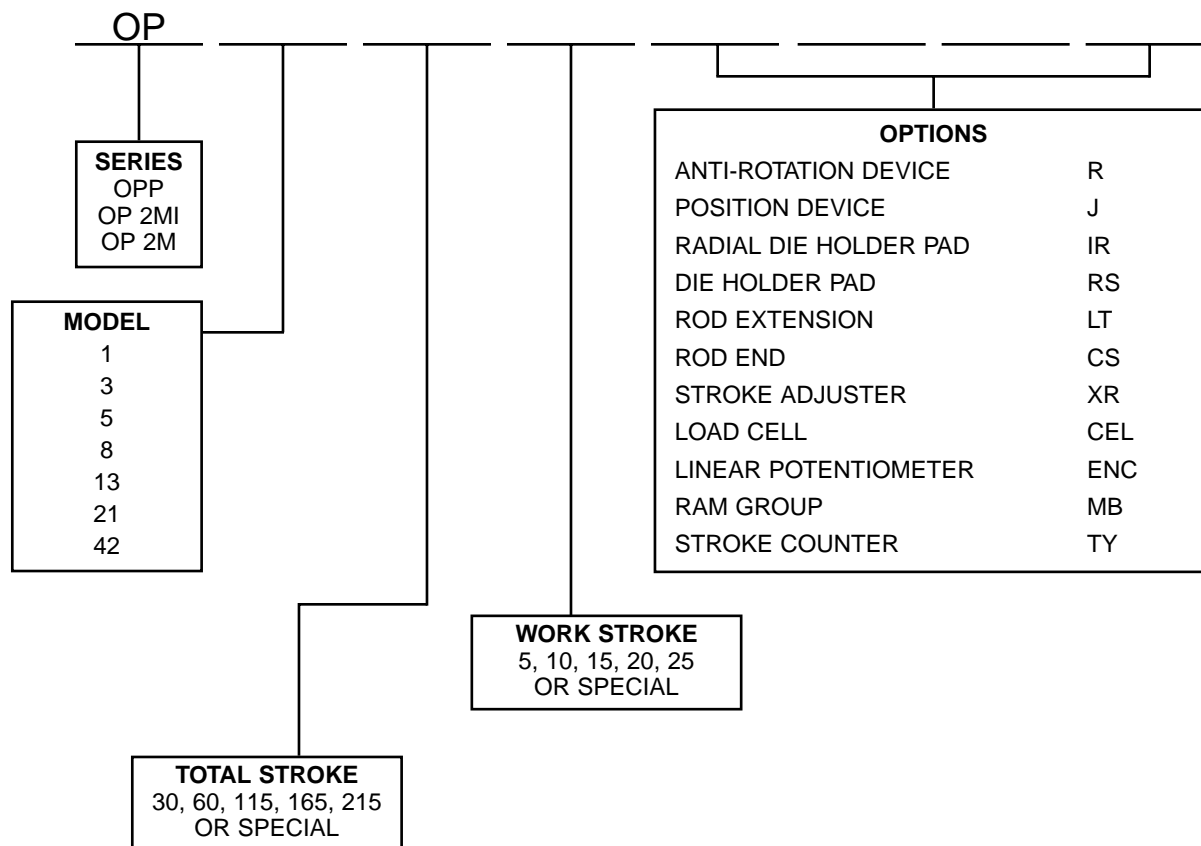 OP
SERIES
OPP
OP 2MI
OP 2M
MODEL
1
3
5
8
13
21
42
OPTIONS
ANTI-ROTATION DEVICE R
POSITION DEVICE J
RADIAL DIE HOLDER PAD IR
DIE HOLDER PAD RS
ROD EXTENSION LT
ROD END CS
STROKE ADJUSTER XR
LOAD CELL CEL
LINEAR POTENTIOMETER ENC
RAM GROUP MB
STROKE COUNTER TY
WORK STROKE
5, 10, 15, 20, 25
OR SPECIAL
TOTAL STROKE
30, 60, 115, 165, 215
OR SPECIAL